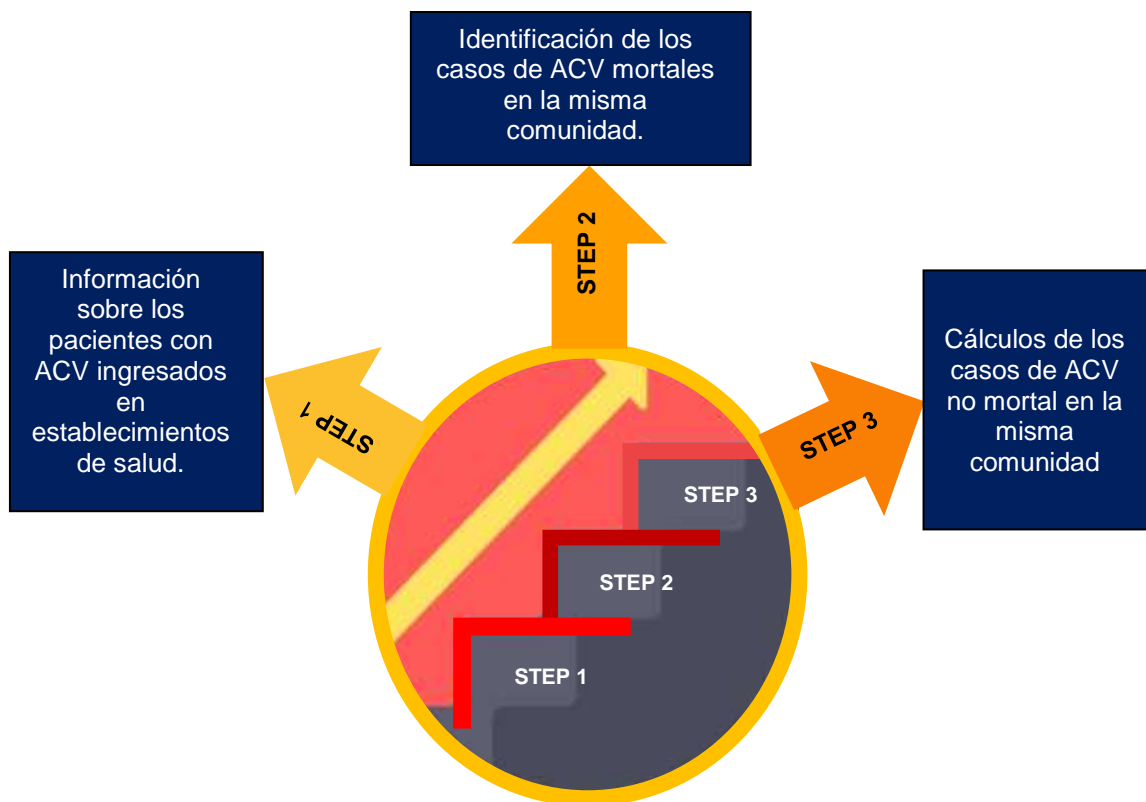 Identificación de los
casos de ACV mortales
en la misma
comunidad.
STEP 2
Información
sobre los
pacientes con
ACV ingresados
en
establecimientos
de salud.
STEP 1
Cálculos de los
casos de ACV
no mortal en la
misma
comunidad
STEP 3
STEP 3
STEP 2
STEP 1